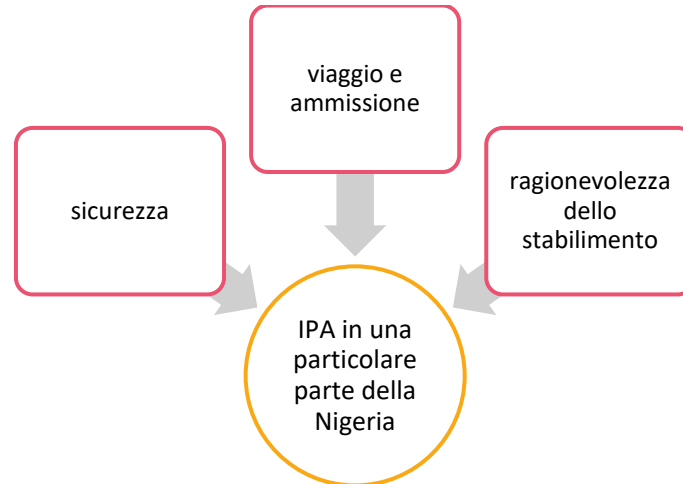 viaggio e
ammissione
sicurezza
ragionevolezza
dello
stabilimento
IPA in una
particolare
parte della
Nigeria